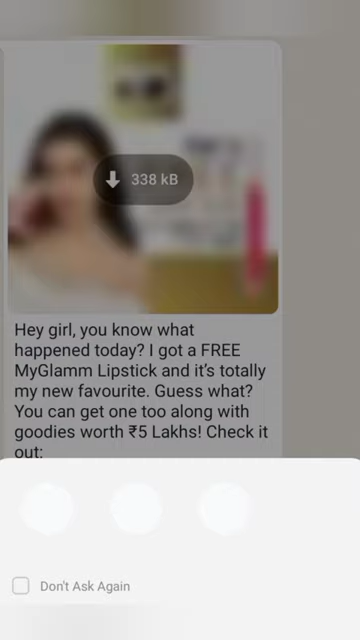 338 kB
Hey girl, you know what
happened today? I got a FREE
MyGlamm Lipstick and it's totally
my new favourite. Guess what?
You can get one too along with
goodies worth ₹5 Lakhs! Check it
out:
Don't Ask Again